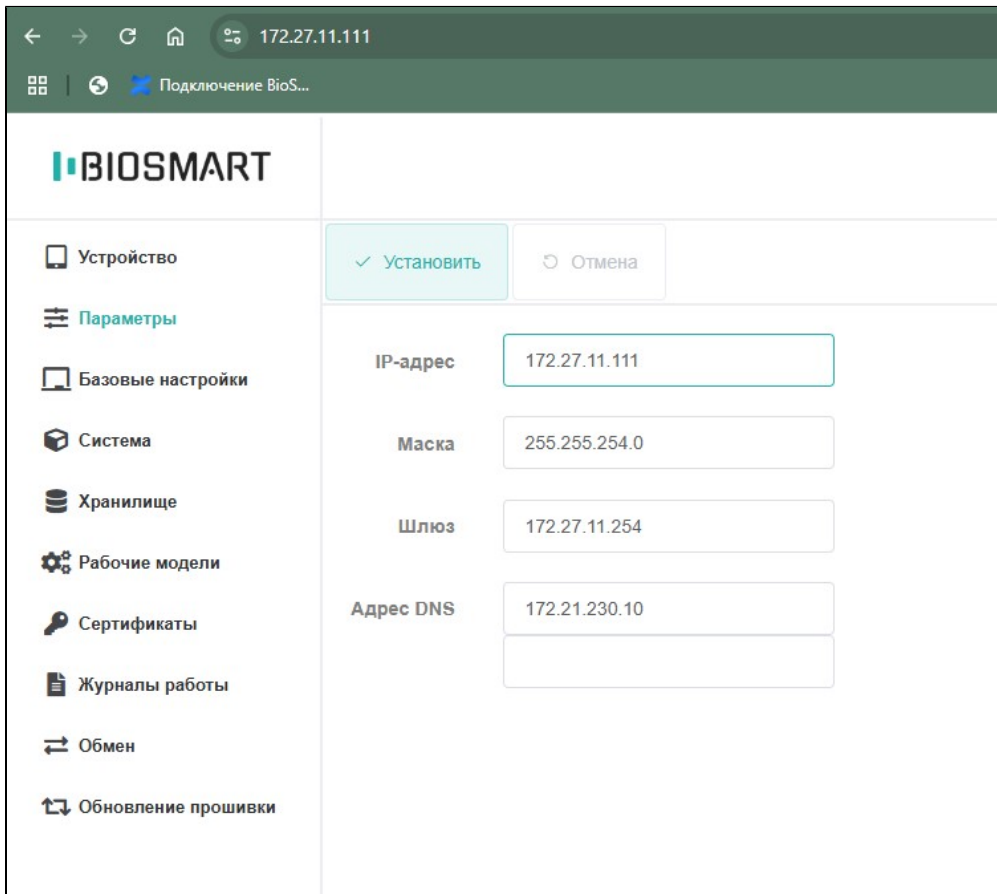 172.27.11.111
Подключение BioS...
BIOSMART
Устройство
Параметры
Базовые настройки
Система
Хранилище
Рабочие модели
Сертификаты
Журналы работы
Обмен
Обновление прошивки
Установить
Отмена
IP-адрес
172.27.11.111
Маска
255.255.254.0
Шлюз
172.27.11.254
Адрес DNS
172.21.230.10